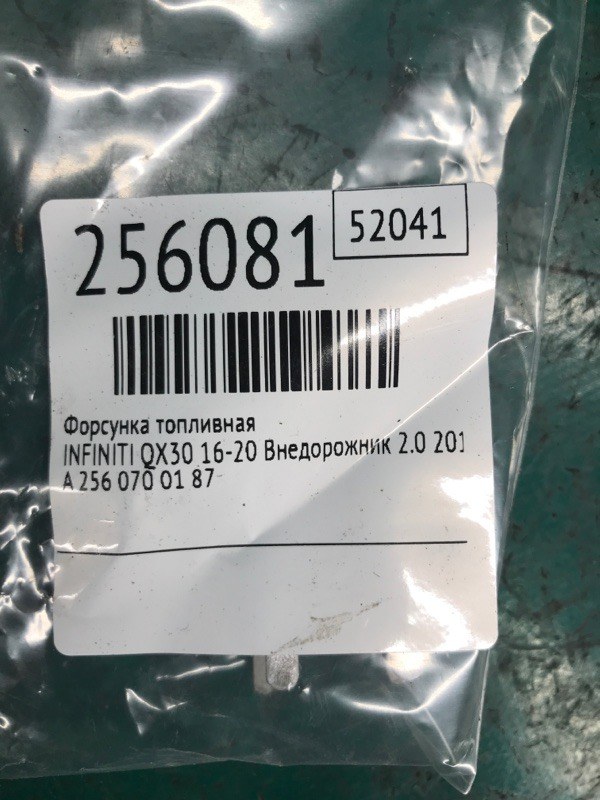 256081
52041
Форсунка топливная
INFINITI QX30 16-20 Внедорожник 2.0 201
A 256 070 01 87